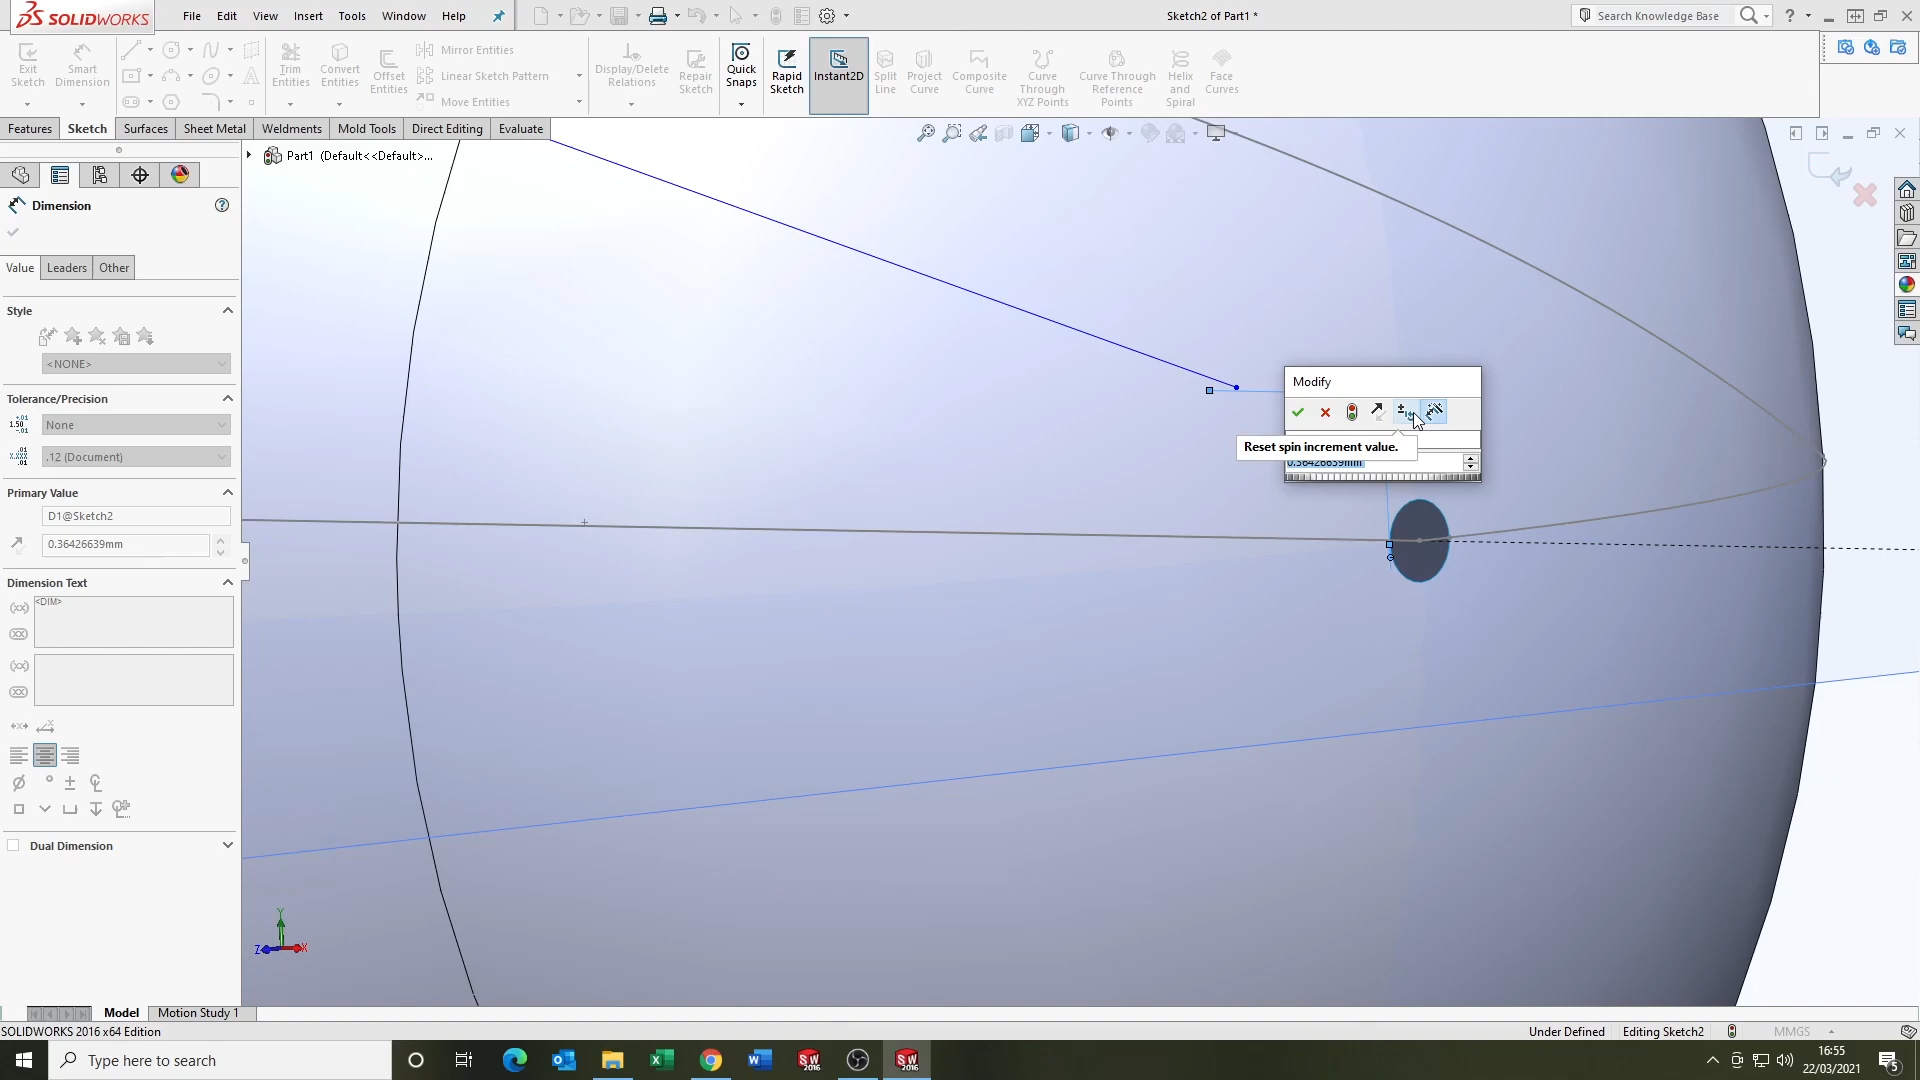 SOLIDWORKS
File Edit View Insert Tools Window Help
Sketch2 of Part1 *
Search Knowledge Base
?
Exit Sketch
Smart Dimension
Trim Entities
Convert Entities
Offset Entities
Mirror Entities
Linear Sketch Pattern
Move Entities
Display/Delete Relations
Repair Sketch
Quick Snaps
Rapid Sketch
Instant2D
Split Line
Project Curve
Composite Curve
Curve Through XYZ Points
Curve Through Reference Points
Helix and Spiral
Face Curves
Features Sketch Surfaces Sheet Metal Weldments Mold Tools Direct Editing Evaluate
Part1 (Default<<Default>...
Dimension
Value Leaders Other
Style
<NONE>
Tolerance/Precision
None
.12 (Document)
Primary Value
D1@Sketch2
0.36426639mm
Dimension Text
<DIM>
Dual Dimension
Modify
Reset spin increment value.
0.36426639mm
Y
Z X
Model Motion Study 1
SOLIDWORKS 2016 x64 Edition
Under Defined Editing Sketch2 MMGS
Type here to search
16:55
22/03/2021
5